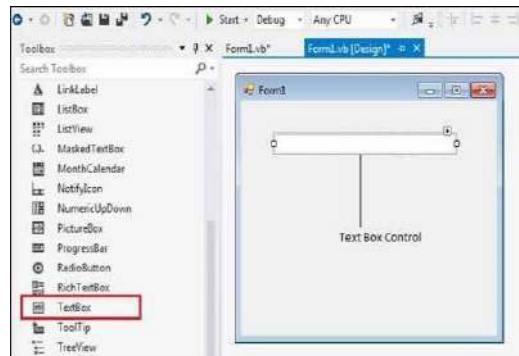 Start - Debug - Any CPU
Toolbox
Form1.vb* Form1.vb [Design]*
Search Toolbox
LinkLabel
ListBox
ListView
MaskedTextBox
MonthCalendar
NotifyIcon
NumericUpDown
PictureBox
ProgressBar
RadioButton
RichTextBox
TextBox
ToolTip
TreeView
Form1
Text Box Control